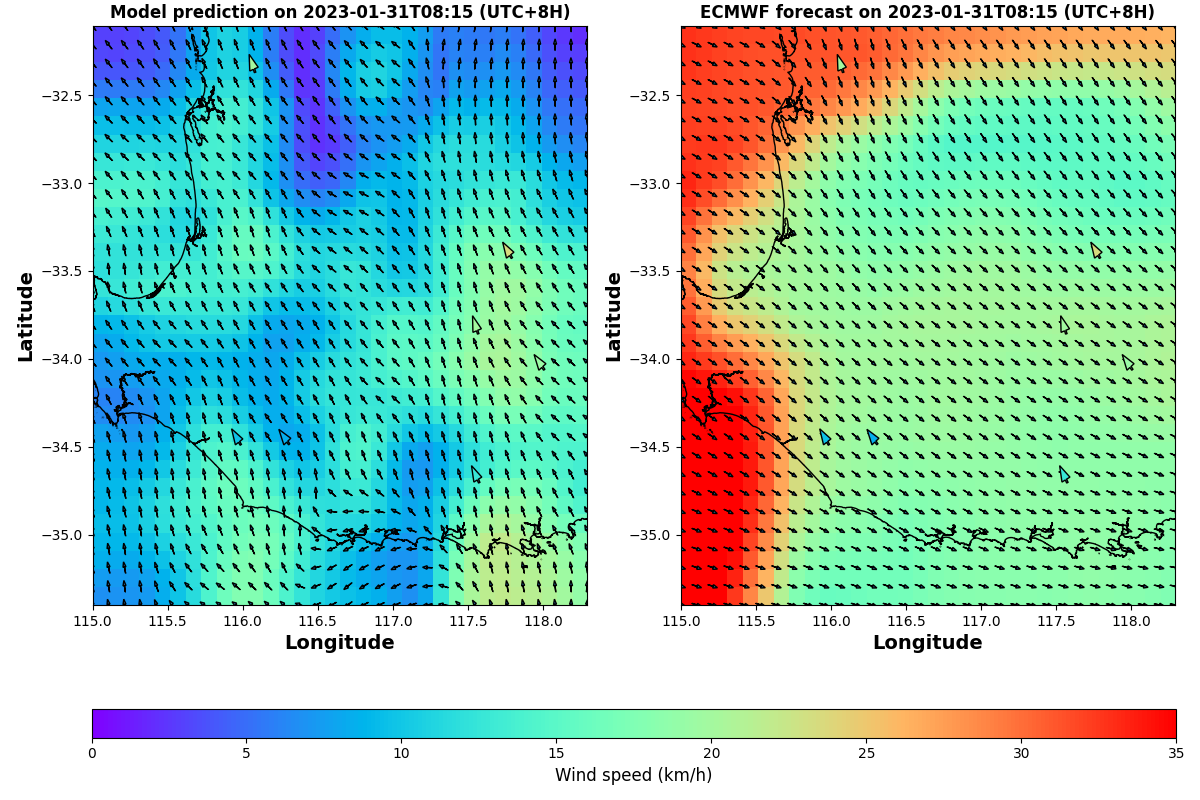 Model prediction on 2023-01-31T08:15 (UTC+8H)
ECMWF forecast on 2023-01-31T08:15 (UTC+8H)
Latitude
−32.5
−33.0
−33.5
−34.0
−34.5
−35.0
115.0 115.5 116.0 116.5 117.0 117.5 118.0
Longitude
Latitude
−32.5
−33.0
−33.5
−34.0
−34.5
−35.0
115.0 115.5 116.0 116.5 117.0 117.5 118.0
Longitude
0 5 10 15 20 25 30 35
Wind speed (km/h)